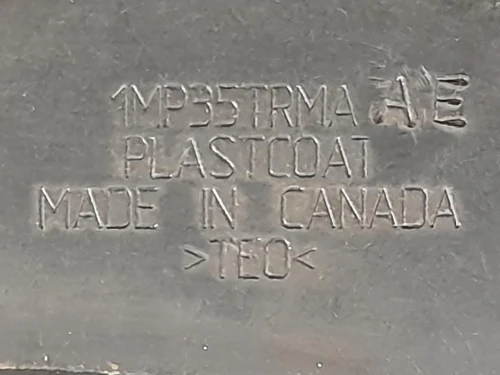 1MP35TRMA AE
PLASTCOAT
MADE IN CANADA
>TEO<